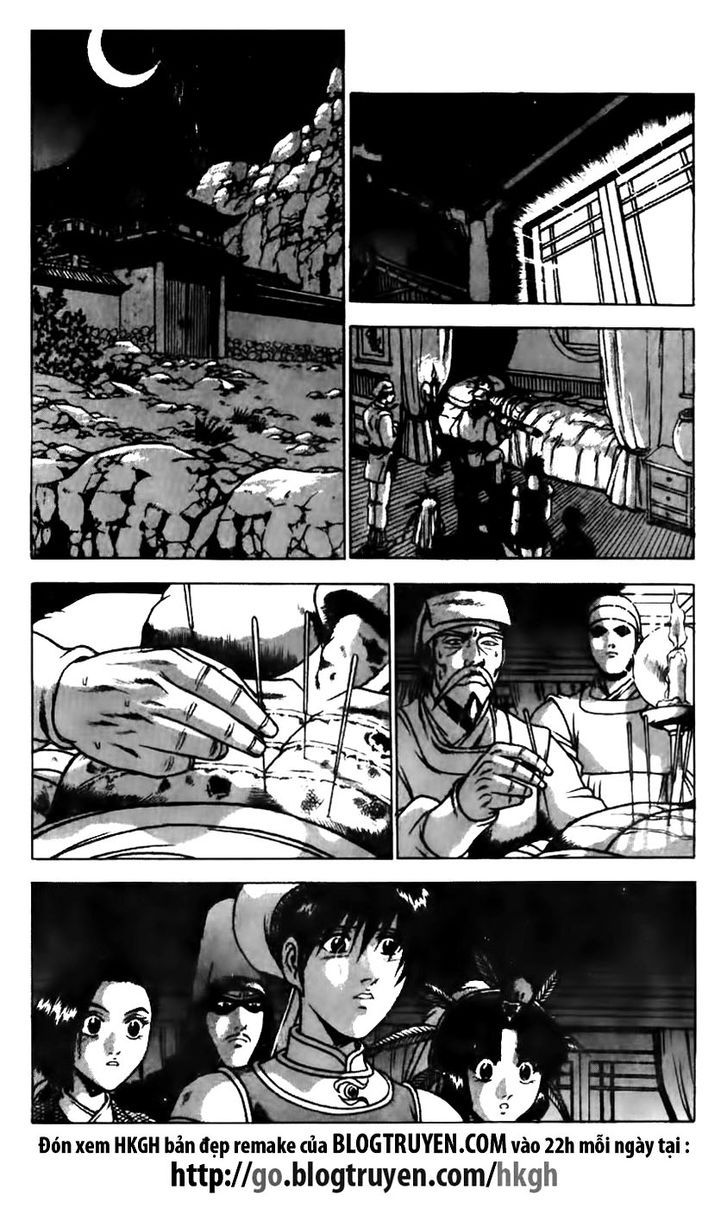 Đón xem HKGH bản đẹp remake của BLOGTRUYEN.COM vào 22h mỗi ngày tại :
http://go.blogtruyen.com/hkgh